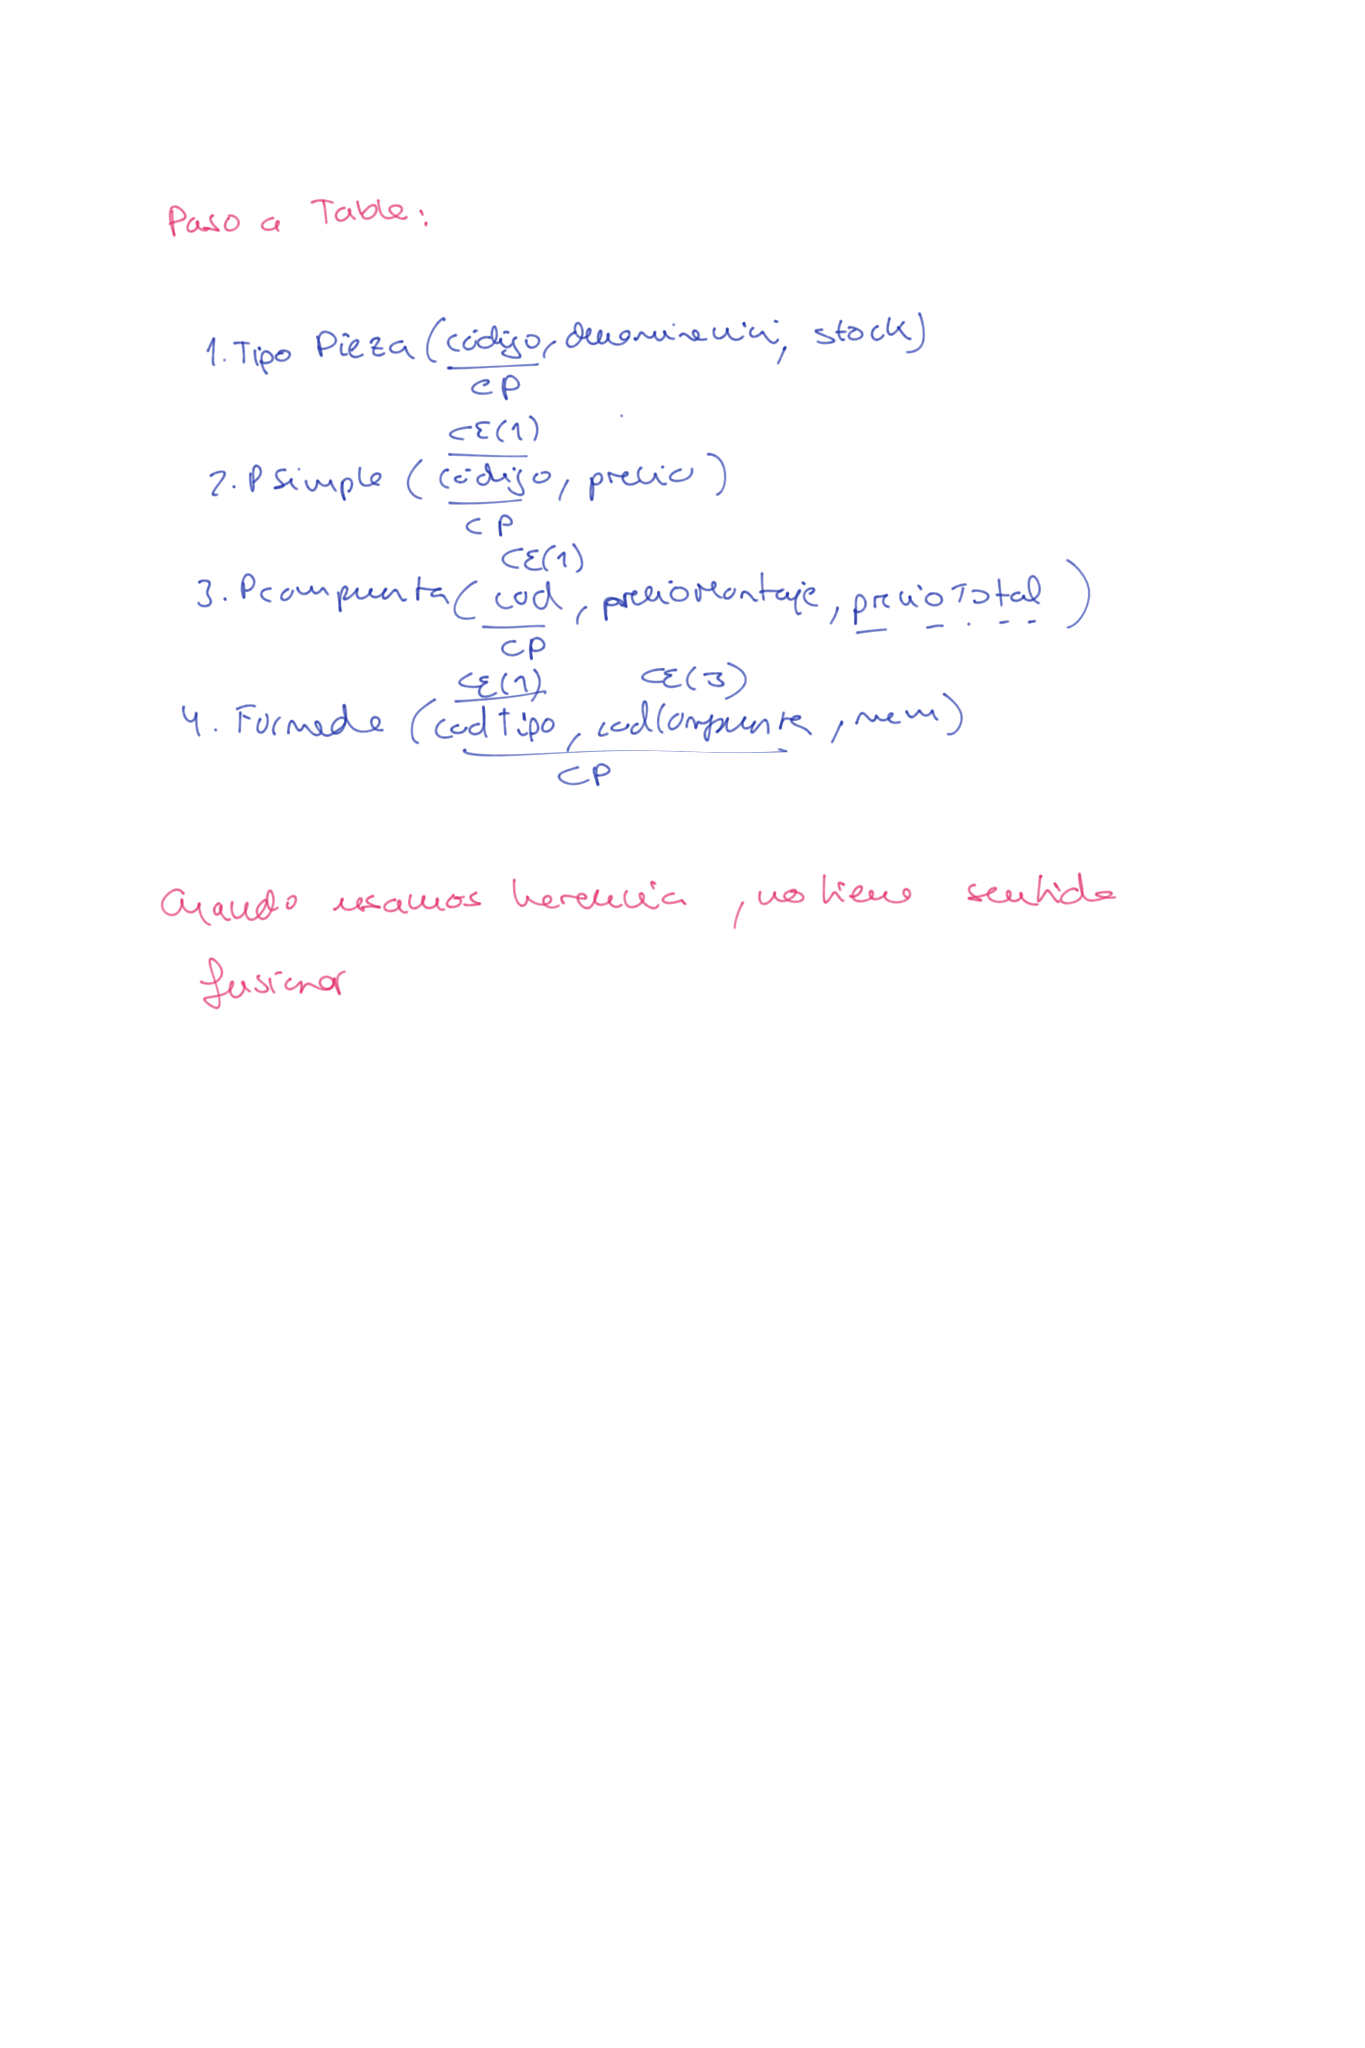 Paso a Tabla:
1. Tipo Pieza (código, denominación, stock)
CP
CE(1)
2. P Simple (código, precio)
CP
CE(1)
3. Pcompuesta (cod, precioMontaje, precioTotal)
CP
CE(1) CE(3)
4. Formada (codTipo, codCompuesta, num)
CP
Cuando usamos herencia, no tiene sentido
fusionar